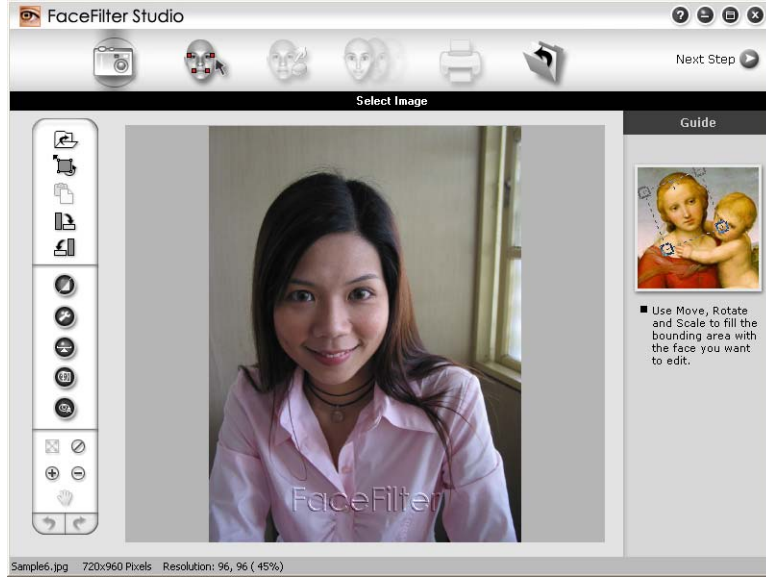 FaceFilter Studio
Next Step
Select Image
Guide
Use Move, Rotate
and Scale to fill the
bounding area with
the face you want
to edit.
FaceFilter
Sample6.jpg 720x960 Pixels Resolution: 96, 96 ( 45%)